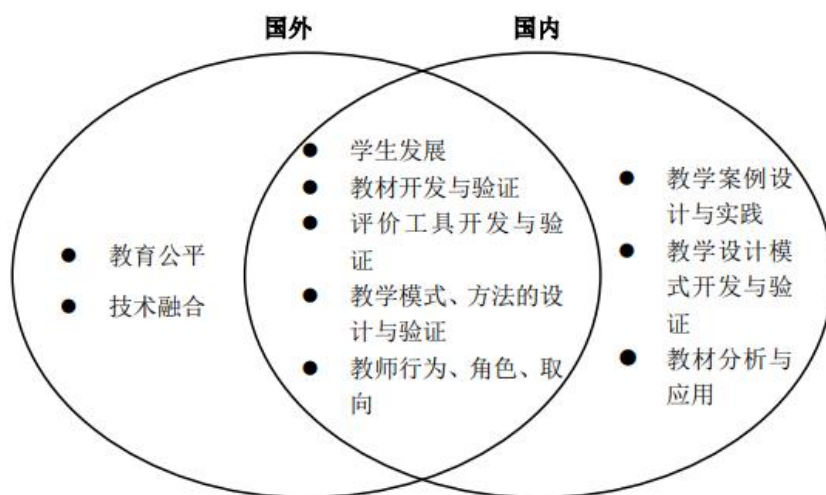 国外
国内
● 教育公平
● 技术融合
● 学生发展
● 教材开发与验证
● 评价工具开发与验
证
● 教学模式、方法的设
计与验证
● 教师行为、角色、取
向
● 教学案例设
计与实践
● 教学设计模
式开发与验
证
● 教材分析与
应用